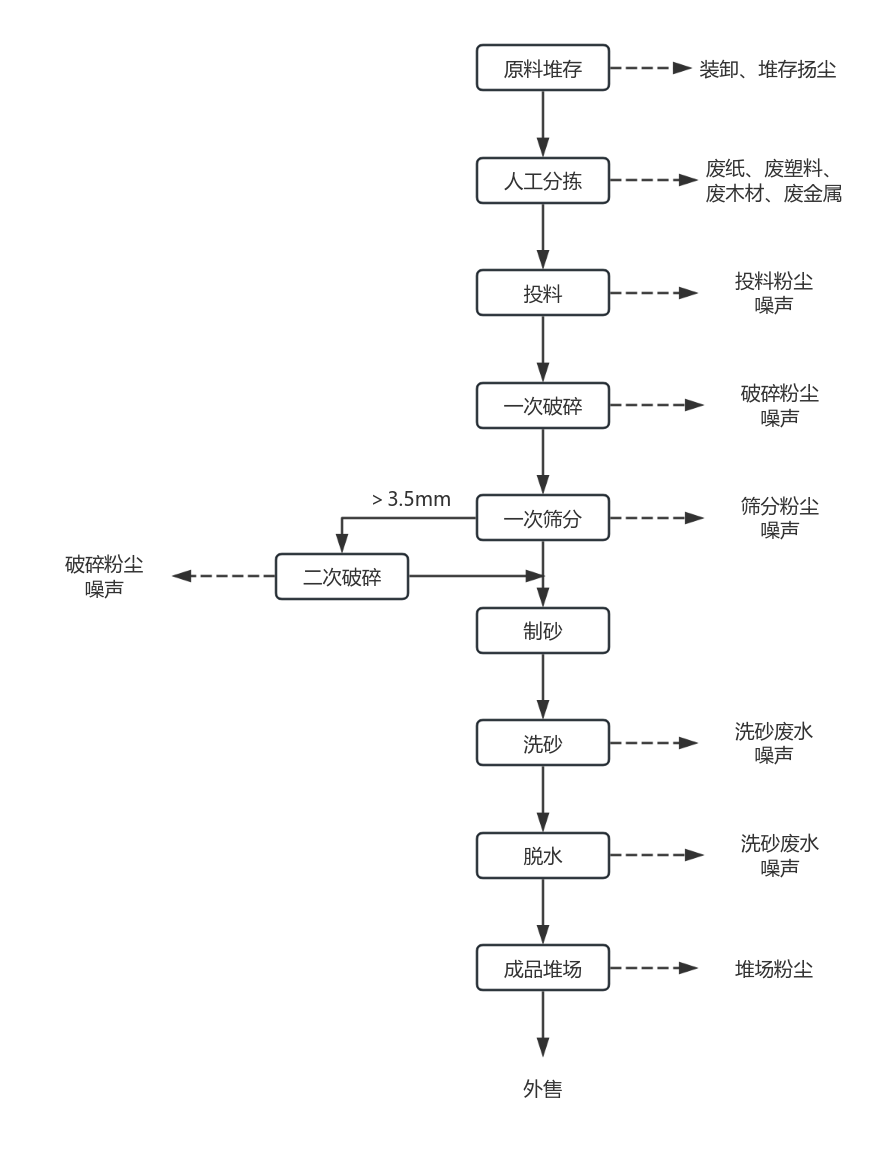 原料堆存
装卸、堆存扬尘
人工分拣
废纸、废塑料、
废木材、废金属
投料
投料粉尘
噪声
一次破碎
破碎粉尘
噪声
> 3.5mm
一次筛分
筛分粉尘
噪声
破碎粉尘
噪声
二次破碎
制砂
洗砂
洗砂废水
噪声
脱水
洗砂废水
噪声
成品堆场
堆场粉尘
外售